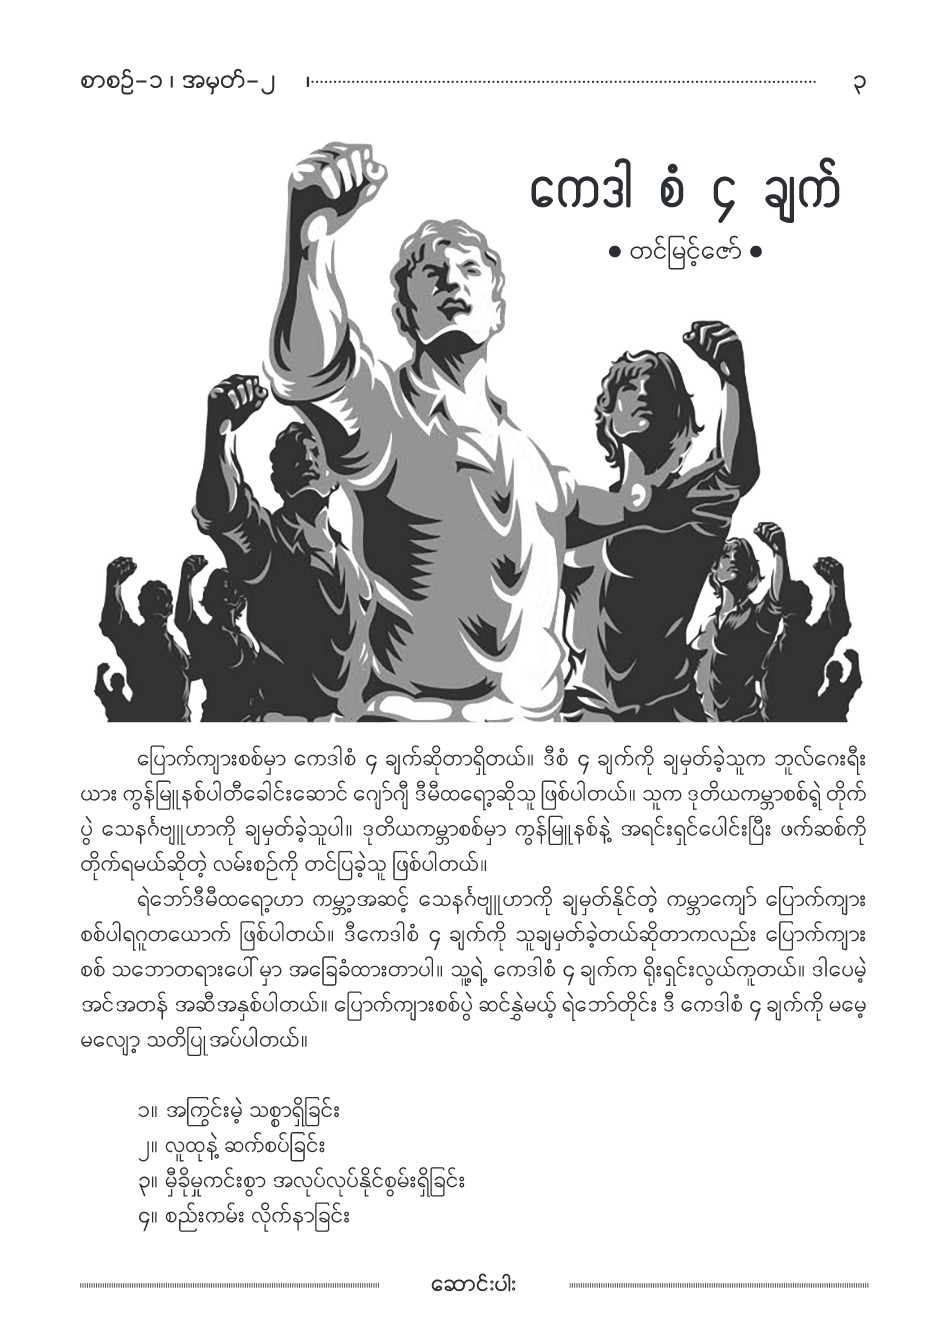 စာစဉ်–၁ ၊ အမှတ်–၂ ၃
ကေဒါ စံ ၄ ချက်
● တင်မြင့်ဇော် ●
ပြောက်ကျားစစ်မှာ ကေဒါစံ ၄ ချက်ဆိုတာရှိတယ်။ ဒီစံ ၄ ချက်ကို ချမှတ်ခဲ့သူက ဘူလ်ဂေးရီး
ယား ကွန်မြူနစ်ပါတီခေါင်းဆောင် ဂျော်ဂျီ ဒီမီထရော့ဆိုသူ ဖြစ်ပါတယ်။ သူက ဒုတိယကမ္ဘာစစ်ရဲ့ တိုက်
ပွဲ သေနင်္ဂဗျူဟာကို ချမှတ်ခဲ့သူပါ။ ဒုတိယကမ္ဘာစစ်မှာ ကွန်မြူနစ်နဲ့ အရင်းရှင်ပေါင်းပြီး ဖက်ဆစ်ကို
တိုက်ရမယ်ဆိုတဲ့ လမ်းစဉ်ကို တင်ပြခဲ့သူ ဖြစ်ပါတယ်။
ရဲဘော်ဒီမီထရော့ဟာ ကမ္ဘာ့အဆင့် သေနင်္ဂဗျူဟာကို ချမှတ်နိုင်တဲ့ ကမ္ဘာကျော် ပြောက်ကျား
စစ်ပါရဂူတယောက် ဖြစ်ပါတယ်။ ဒီကေဒါစံ ၄ ချက်ကို သူချမှတ်ခဲ့တယ်ဆိုတာကလည်း ပြောက်ကျား
စစ် သဘောတရားပေါ်မှာ အခြေခံထားတာပါ။ သူ့ရဲ့ ကေဒါစံ ၄ ချက်က ရိုးရှင်းလွယ်ကူတယ်။ ဒါပေမဲ့
အင်အတန် အဆီအနှစ်ပါတယ်။ ပြောက်ကျားစစ်ပွဲ ဆင်နွှဲမယ့် ရဲဘော်တိုင်း ဒီ ကေဒါစံ ၄ ချက်ကို မမေ့
မလျော့ သတိပြုအပ်ပါတယ်။
၁။ အကြွင်းမဲ့ သစ္စာရှိခြင်း
၂။ လူထုနဲ့ ဆက်စပ်ခြင်း
၃။ မှီခိုမှုကင်းစွာ အလုပ်လုပ်နိုင်စွမ်းရှိခြင်း
၄။ စည်းကမ်း လိုက်နာခြင်း
ဆောင်းပါး